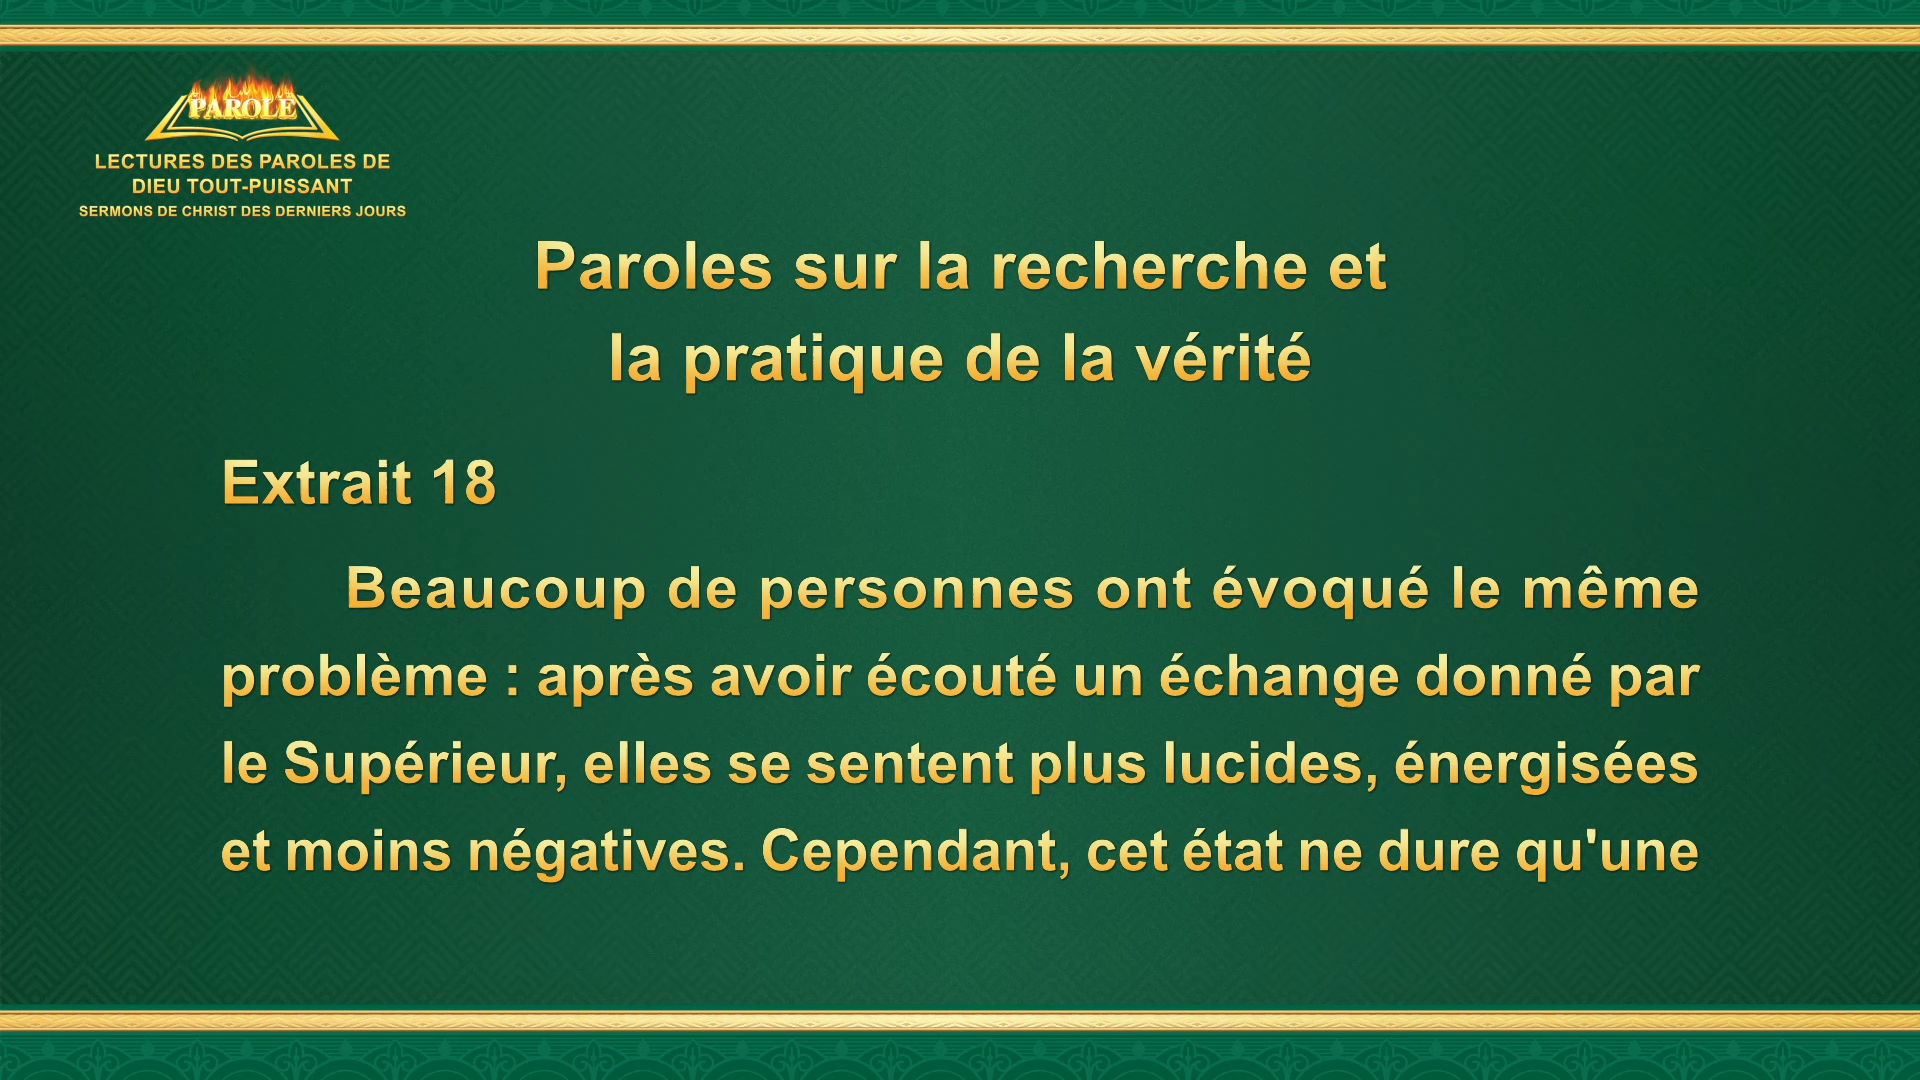 PAROLE
LECTURES DES PAROLES DE
DIEU TOUT-PUISSANT
SERMONS DE CHRIST DES DERNIERS JOURS
Paroles sur la recherche et
la pratique de la vérité
Extrait 18
Beaucoup de personnes ont évoqué le même
problème : après avoir écouté un échange donné par
le Supérieur, elles se sentent plus lucides, énergisées
et moins négatives. Cependant, cet état ne dure qu'une